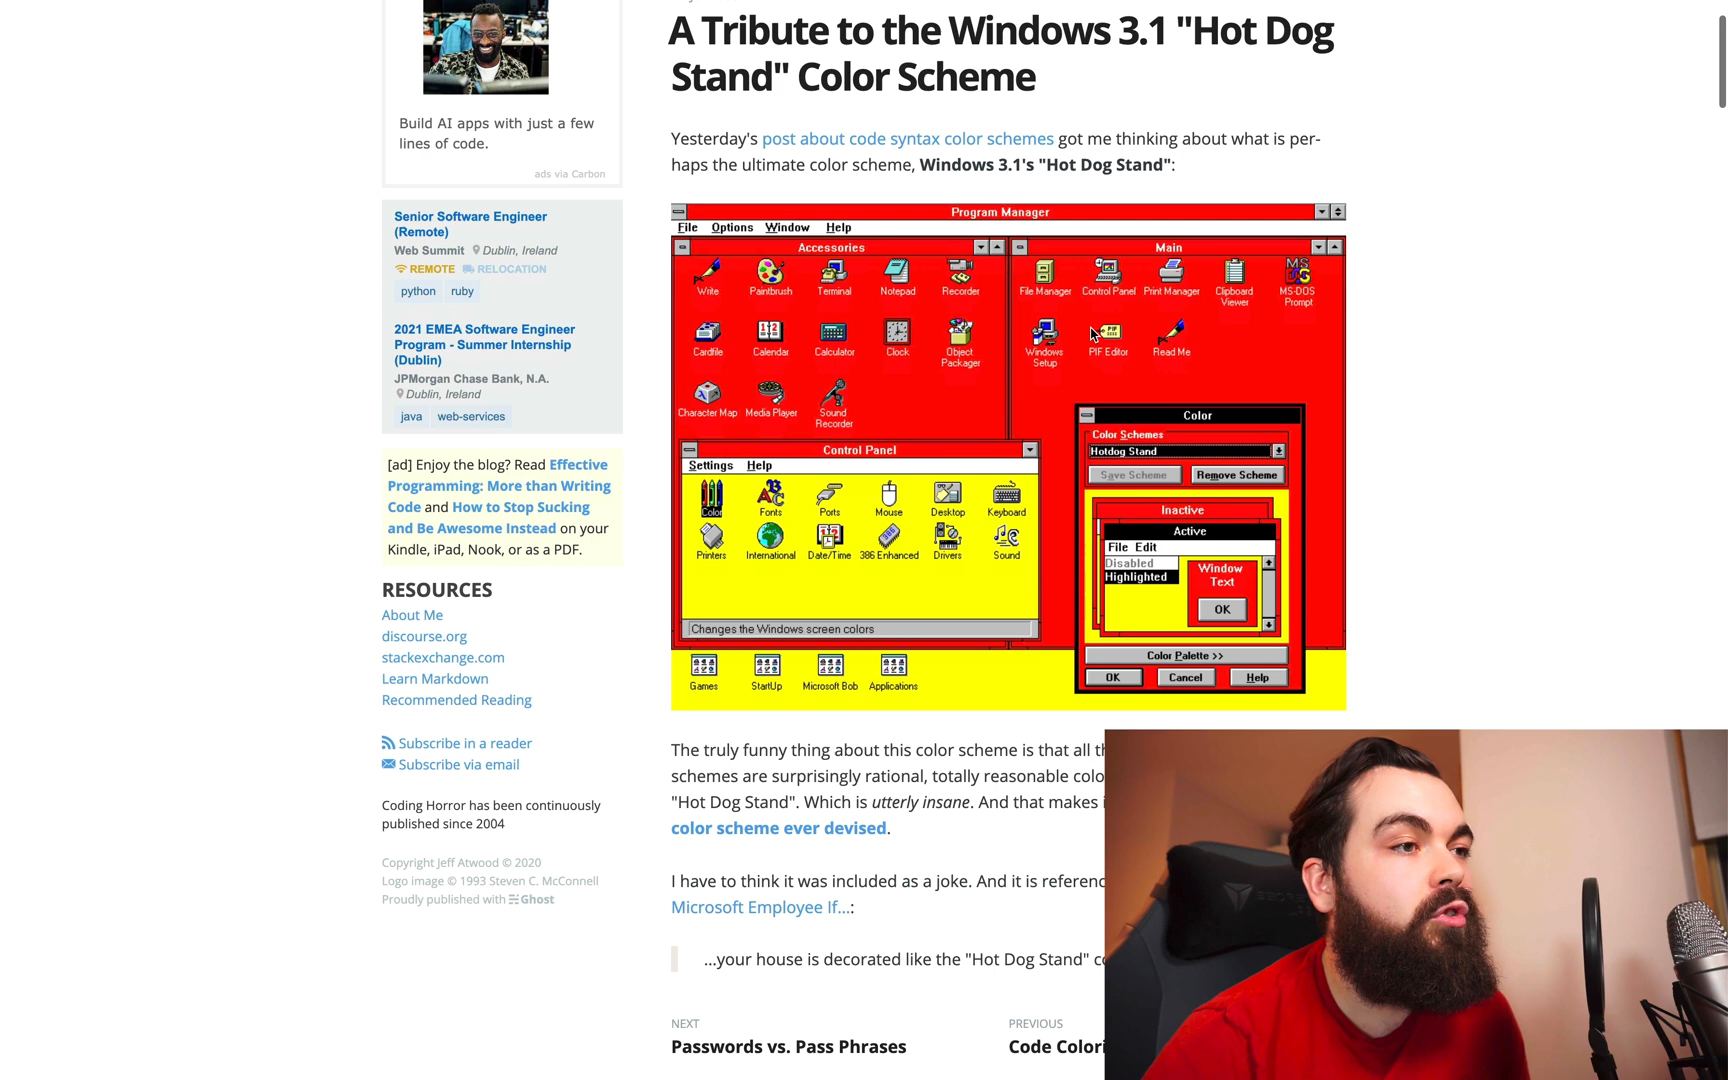 A Tribute to the Windows 3.1 "Hot Dog
Stand" Color Scheme
Yesterday's post about code syntax color schemes got me thinking about what is per-
haps the ultimate color scheme, Windows 3.1's "Hot Dog Stand":
Program Manager
File Options Window Help
Accessories
Write Paintbrush Terminal Notepad Recorder
Cardfile Calendar Calculator Clock Object
Packager
Character Map Media Player Sound
Recorder
Main
File Manager Control Panel Print Manager Clipboard
Viewer
MS-DOS
Prompt
Windows
Setup
PIF Editor Read Me
Control Panel
Settings Help
Color Fonts Ports Mouse Desktop Keyboard
Printers International Date/Time 386 Enhanced Drivers Sound
Changes the Windows screen colors
Color
Color Schemes
Hotdog Stand
Save Scheme Remove Scheme
Inactive
Active
File Edit
Disabled
Highlighted
Window
Text
OK
Color Palette >>
OK Cancel Help
Games StartUp Microsoft Bob Applications
The truly funny thing about this color scheme is that all th
schemes are surprisingly rational, totally reasonable colo
"Hot Dog Stand". Which is utterly insane. And that makes i
color scheme ever devised.
I have to think it was included as a joke. And it is referenc
Microsoft Employee If...:
...your house is decorated like the "Hot Dog Stand" co
NEXT
Passwords vs. Pass Phrases
PREVIOUS
Code Colori
Build AI apps with just a few
lines of code.
ads via Carbon
Senior Software Engineer
(Remote)
Web Summit Dublin, Ireland
REMOTE RELOCATION
python ruby
2021 EMEA Software Engineer
Program - Summer Internship
(Dublin)
JPMorgan Chase Bank, N.A.
Dublin, Ireland
java web-services
[ad] Enjoy the blog? Read Effective
Programming: More than Writing
Code and How to Stop Sucking
and Be Awesome Instead on your
Kindle, iPad, Nook, or as a PDF.
RESOURCES
About Me
discourse.org
stackexchange.com
Learn Markdown
Recommended Reading
Subscribe in a reader
Subscribe via email
Coding Horror has been continuously
published since 2004
Copyright Jeff Atwood © 2020
Logo image © 1993 Steven C. McConnell
Proudly published with Ghost